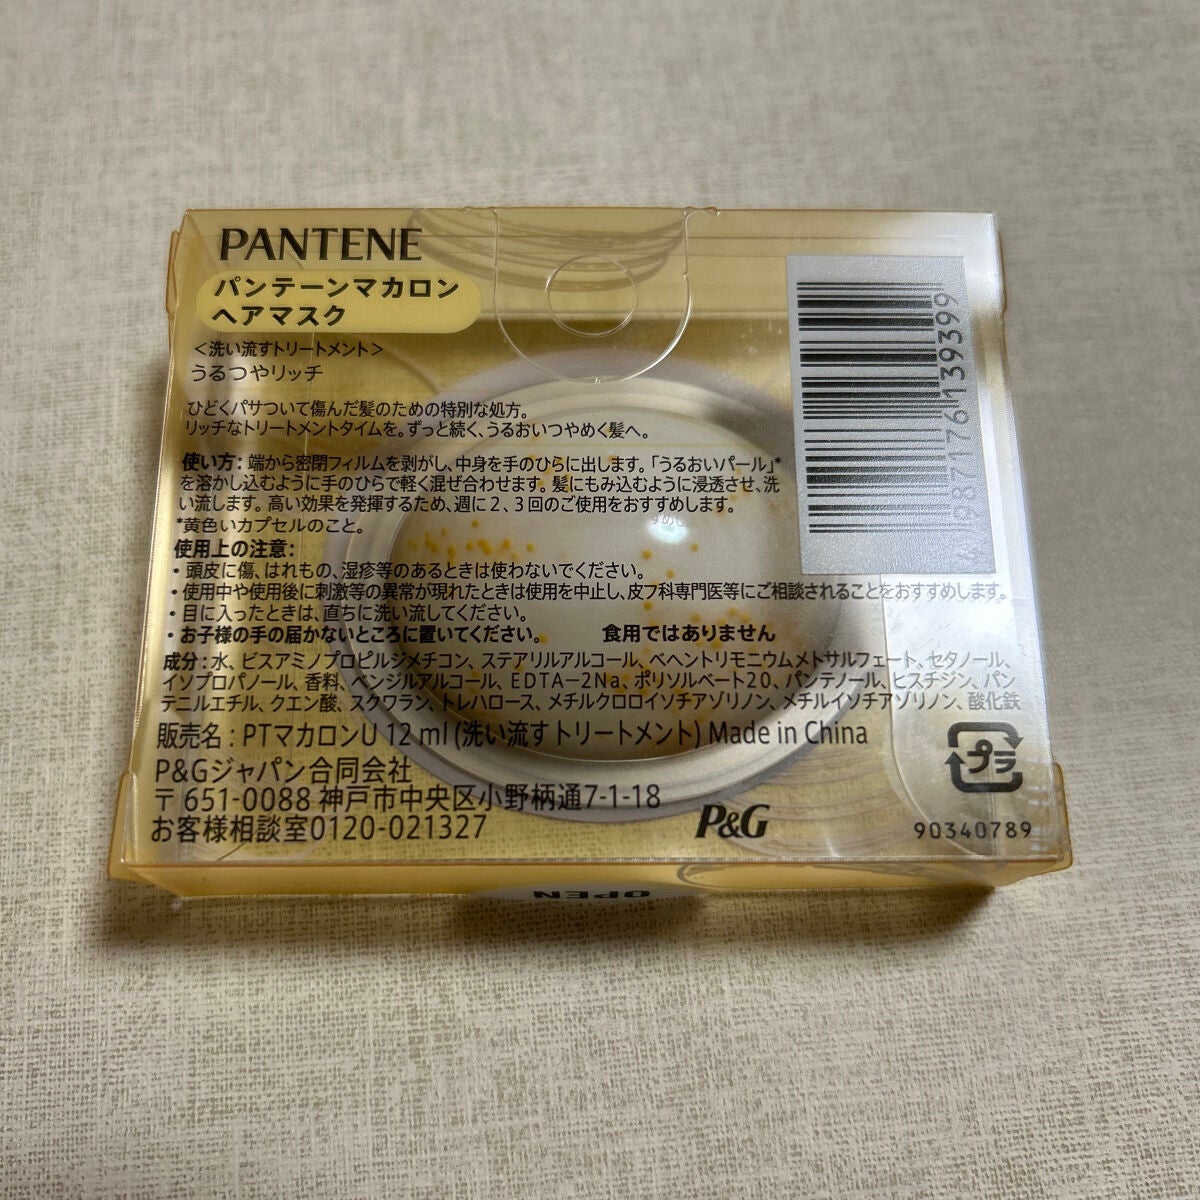 PANTENE
パンテーンマカロン
ヘアマスク
＜洗い流すトリートメント＞
うるつやリッチ
ひどくパサついて傷んだ髪のための特別な処方。
リッチなトリートメントタイムを。ずっと続く、うるおいつやめく髪へ。
使い方：端から密閉フィルムを剥がし、中身を手のひらに出します。「うるおいパール」*
を溶かし込むように手のひらで軽く混ぜ合わせます。髪にもみ込むように浸透させ、洗
い流します。高い効果を発揮するため、週に2、3回のご使用をおすすめします。
*黄色いカプセルのこと。
使用上の注意：
・頭皮に傷、はれもの、湿疹等のあるときは使わないでください。
・使用中や使用後に刺激等の異常が現れたときは使用を中止し、皮フ科専門医等にご相談されることをおすすめします。
・目に入ったときは、直ちに洗い流してください。
・お子様の手の届かないところに置いてください。 食用ではありません
成分：水、ビスアミノプロピルジメチコン、ステアリルアルコール、ベヘントリモニウムメトサルフェート、セタノール、
イソプロパノール、香料、ベンジルアルコール、EDTA－2Na、ポリソルベート20、パンテノール、ヒスチジン、パン
テニルエチル、クエン酸、スクワラン、トレハロース、メチルクロロイソチアゾリノン、メチルイソチアゾリノン、酸化鉄
販売名：PTマカロンU 12 ml (洗い流すトリートメント) Made in China
P&Gジャパン合同会社
〒651-0088 神戸市中央区小野柄通7-1-18
お客様相談室0120-021327
P&G
プラ
90340789
4 987176 139399
OPEN